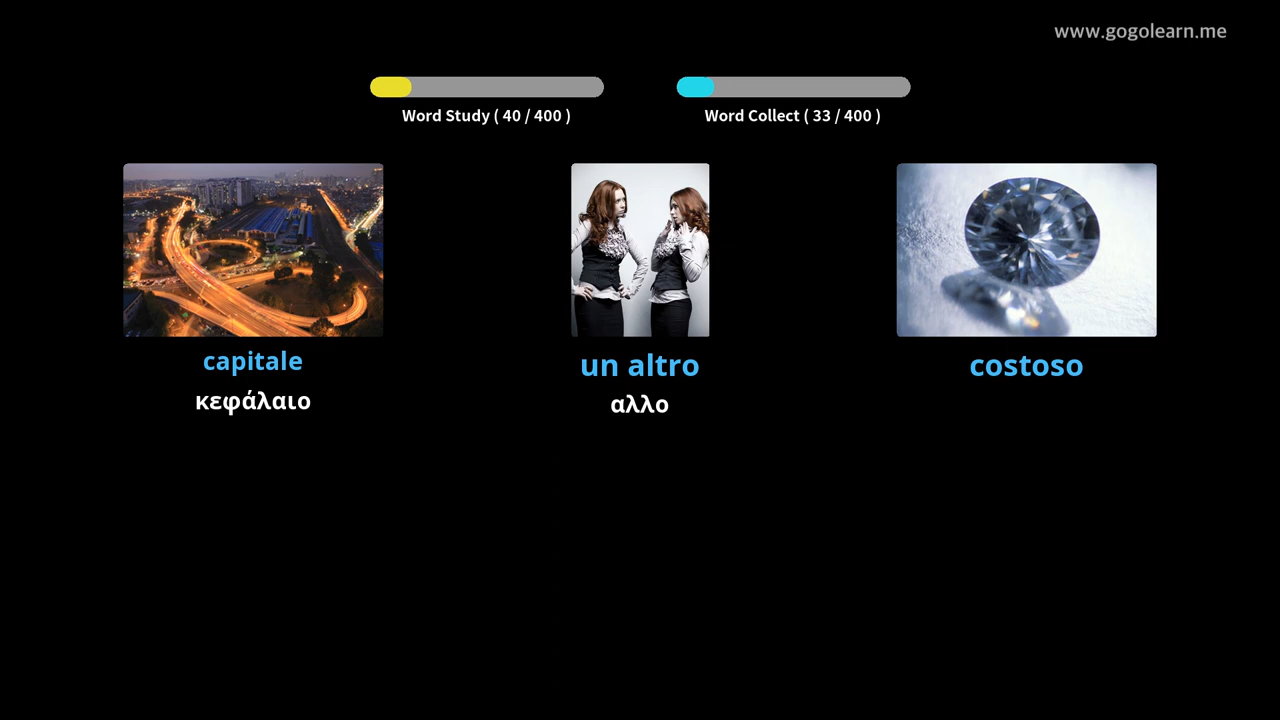 www.gogolearn.me
Word Study ( 40 / 400 )
Word Collect ( 33 / 400 )
capitale
κεφάλαιο
un altro
αλλο
costoso